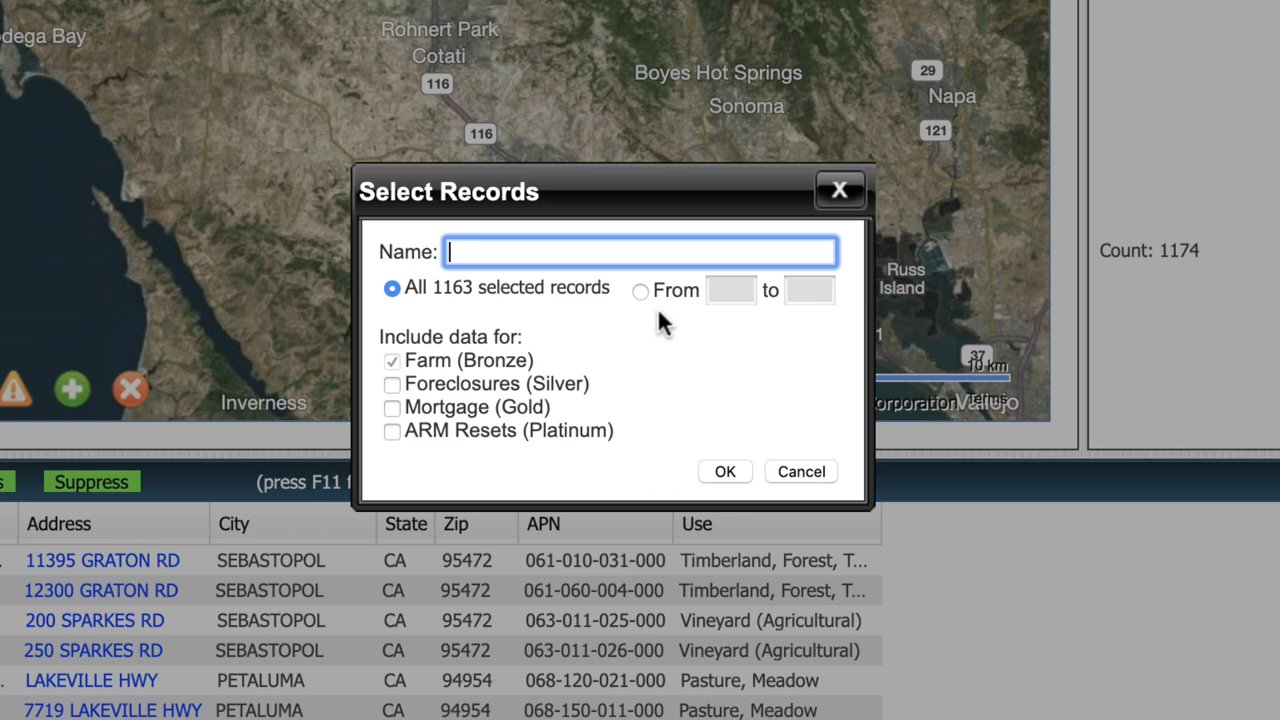 dega Bay
Rohnert Park
Cotati
116
116
Boyes Hot Springs
Sonoma
29
Napa
121
Select Records
X
Name:
All 1163 selected records
From to
Include data for:
Farm (Bronze)
Foreclosures (Silver)
Mortgage (Gold)
ARM Resets (Platinum)
OK Cancel
Count: 1174
Russ
Island
1
37
10 km
orporation
Terms
Vallejo
Inverness
s Suppress (press F11 f
Address City State Zip APN Use
. 11395 GRATON RD SEBASTOPOL CA 95472 061-010-031-000 Timberland, Forest, T...
12300 GRATON RD SEBASTOPOL CA 95472 061-060-004-000 Timberland, Forest, T...
200 SPARKES RD SEBASTOPOL CA 95472 063-011-025-000 Vineyard (Agricultural)
250 SPARKES RD SEBASTOPOL CA 95472 063-011-026-000 Vineyard (Agricultural)
. LAKEVILLE HWY PETALUMA CA 94954 068-120-021-000 Pasture, Meadow
7719 LAKEVILLE HWY PETALUMA CA 94954 068-150-011-000 Pasture, Meadow